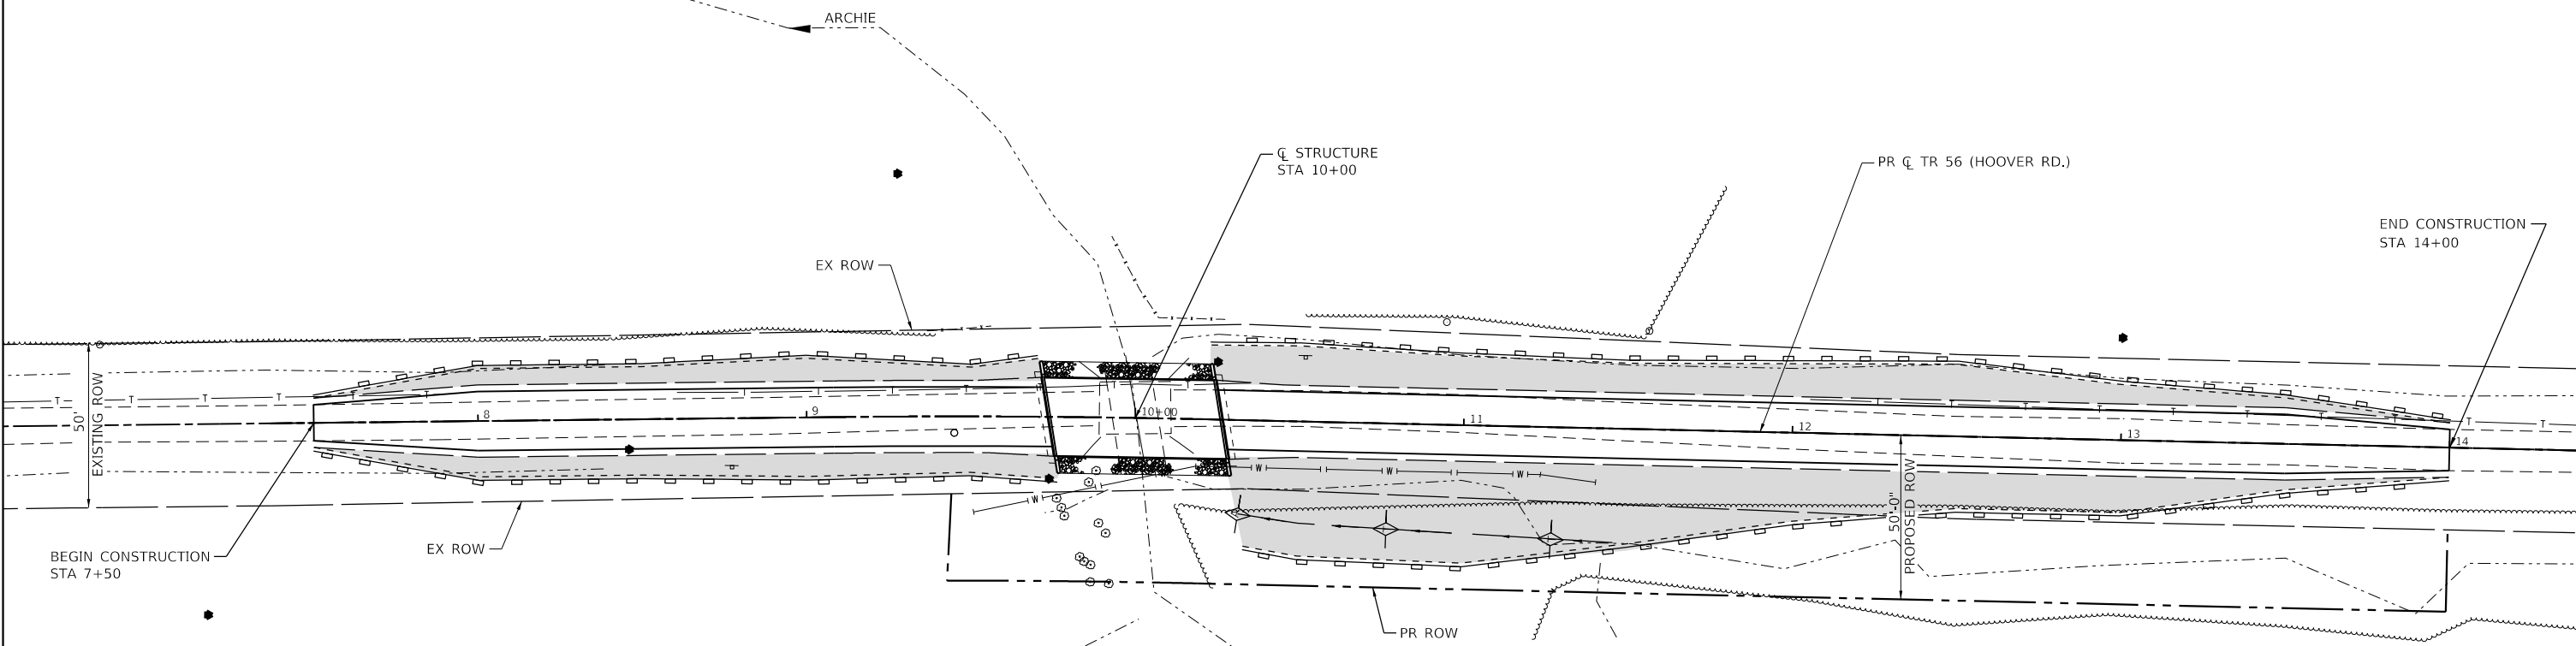 ARCHIE
℄ STRUCTURE
STA 10+00
PR ℄ TR 56 (HOOVER RD.)
END CONSTRUCTION
STA 14+00
EX ROW
50'
EXISTING ROW
T T T T T T
8
9
T T T T
10+00
T
11
12
13
14
T T T T T T T T T T
W W W W W
EX ROW
50'-0"
PROPOSED ROW
BEGIN CONSTRUCTION
STA 7+50
PR ROW